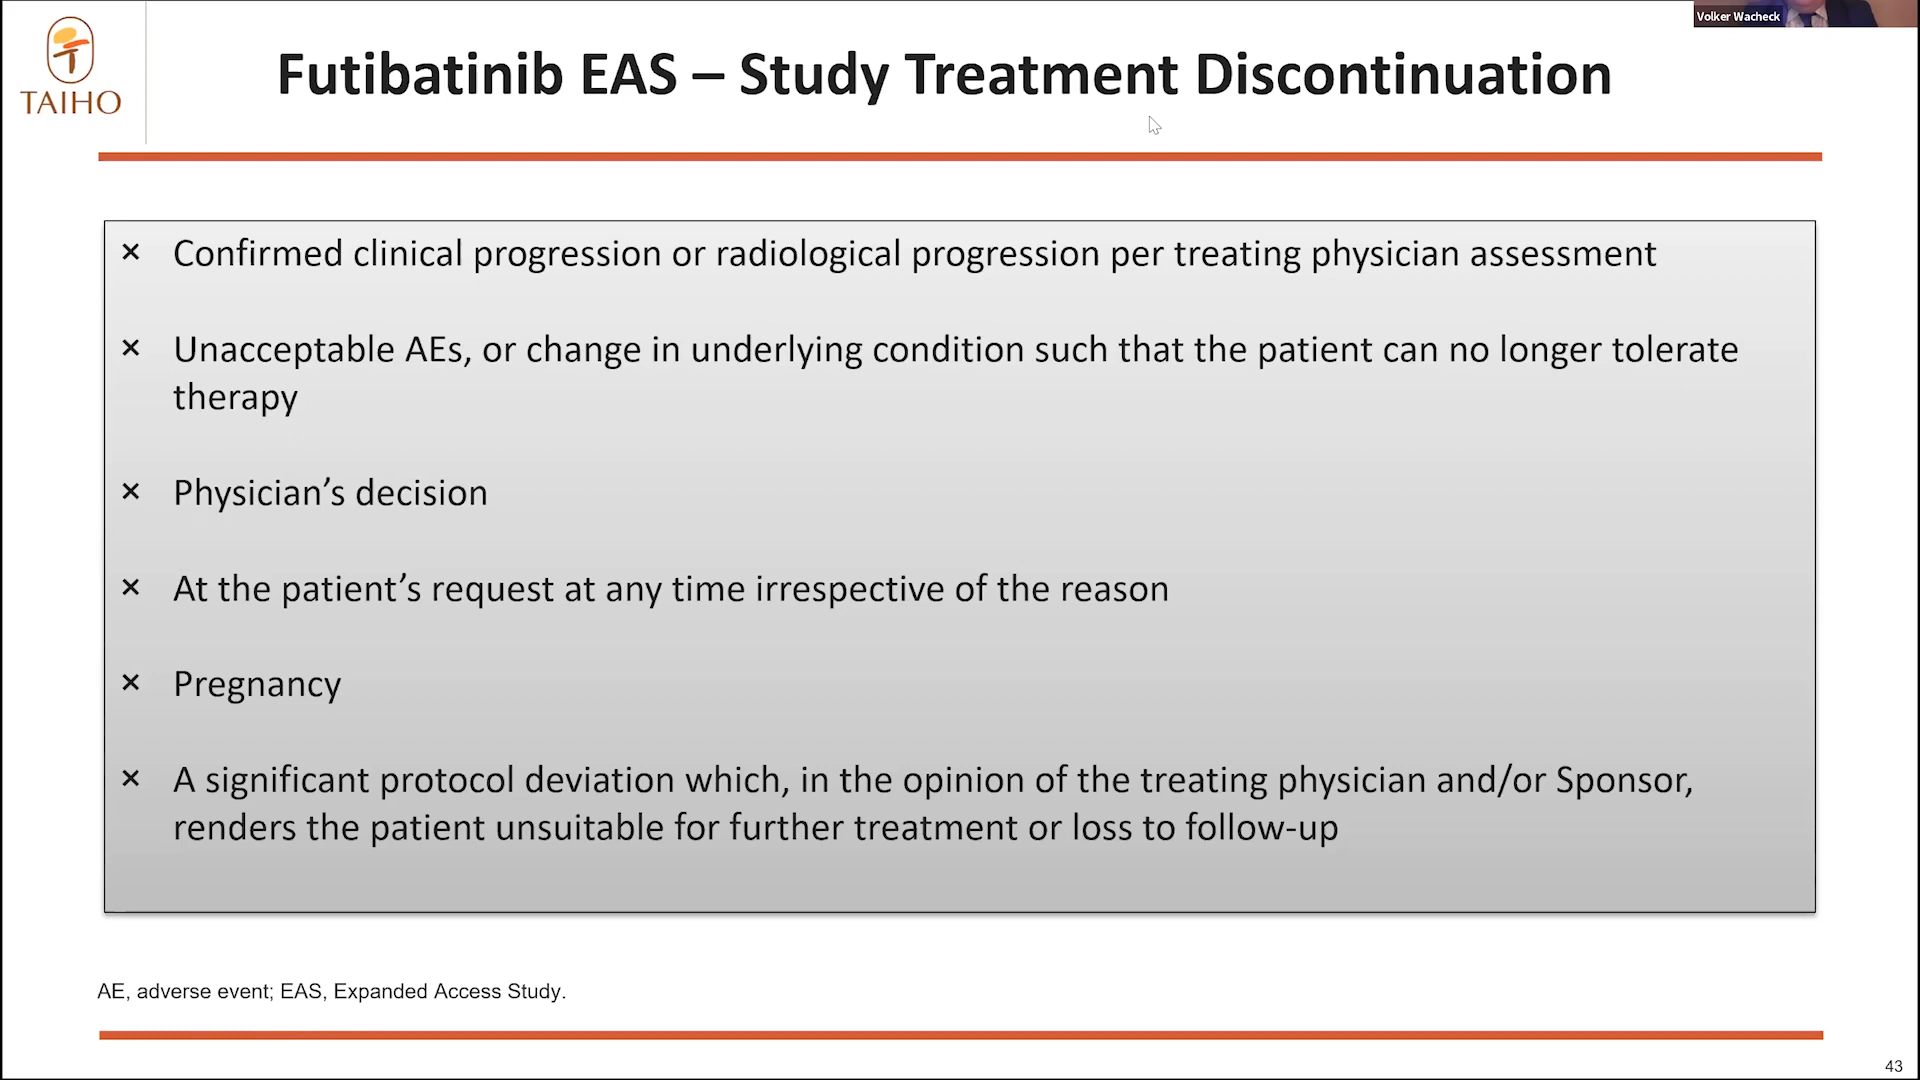 Volker Wacheck
TAIHO
Futibatinib EAS – Study Treatment Discontinuation
× Confirmed clinical progression or radiological progression per treating physician assessment
× Unacceptable AEs, or change in underlying condition such that the patient can no longer tolerate
therapy
× Physician’s decision
× At the patient’s request at any time irrespective of the reason
× Pregnancy
× A significant protocol deviation which, in the opinion of the treating physician and/or Sponsor,
renders the patient unsuitable for further treatment or loss to follow-up
AE, adverse event; EAS, Expanded Access Study.
43